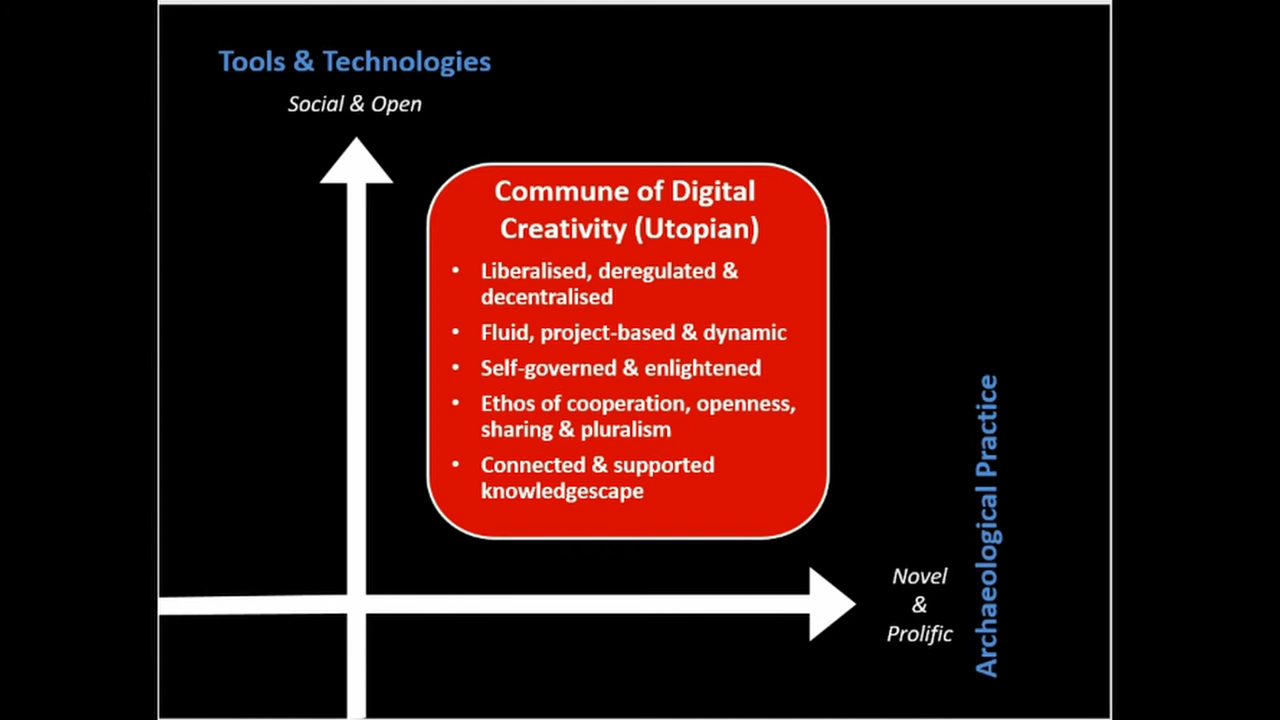 Tools & Technologies
Social & Open
Commune of Digital
Creativity (Utopian)
• Liberalised, deregulated &
decentralised
• Fluid, project-based & dynamic
• Self-governed & enlightened
• Ethos of cooperation, openness,
sharing & pluralism
• Connected & supported
knowledgescape
Novel
&
Prolific
Archaeological Practice